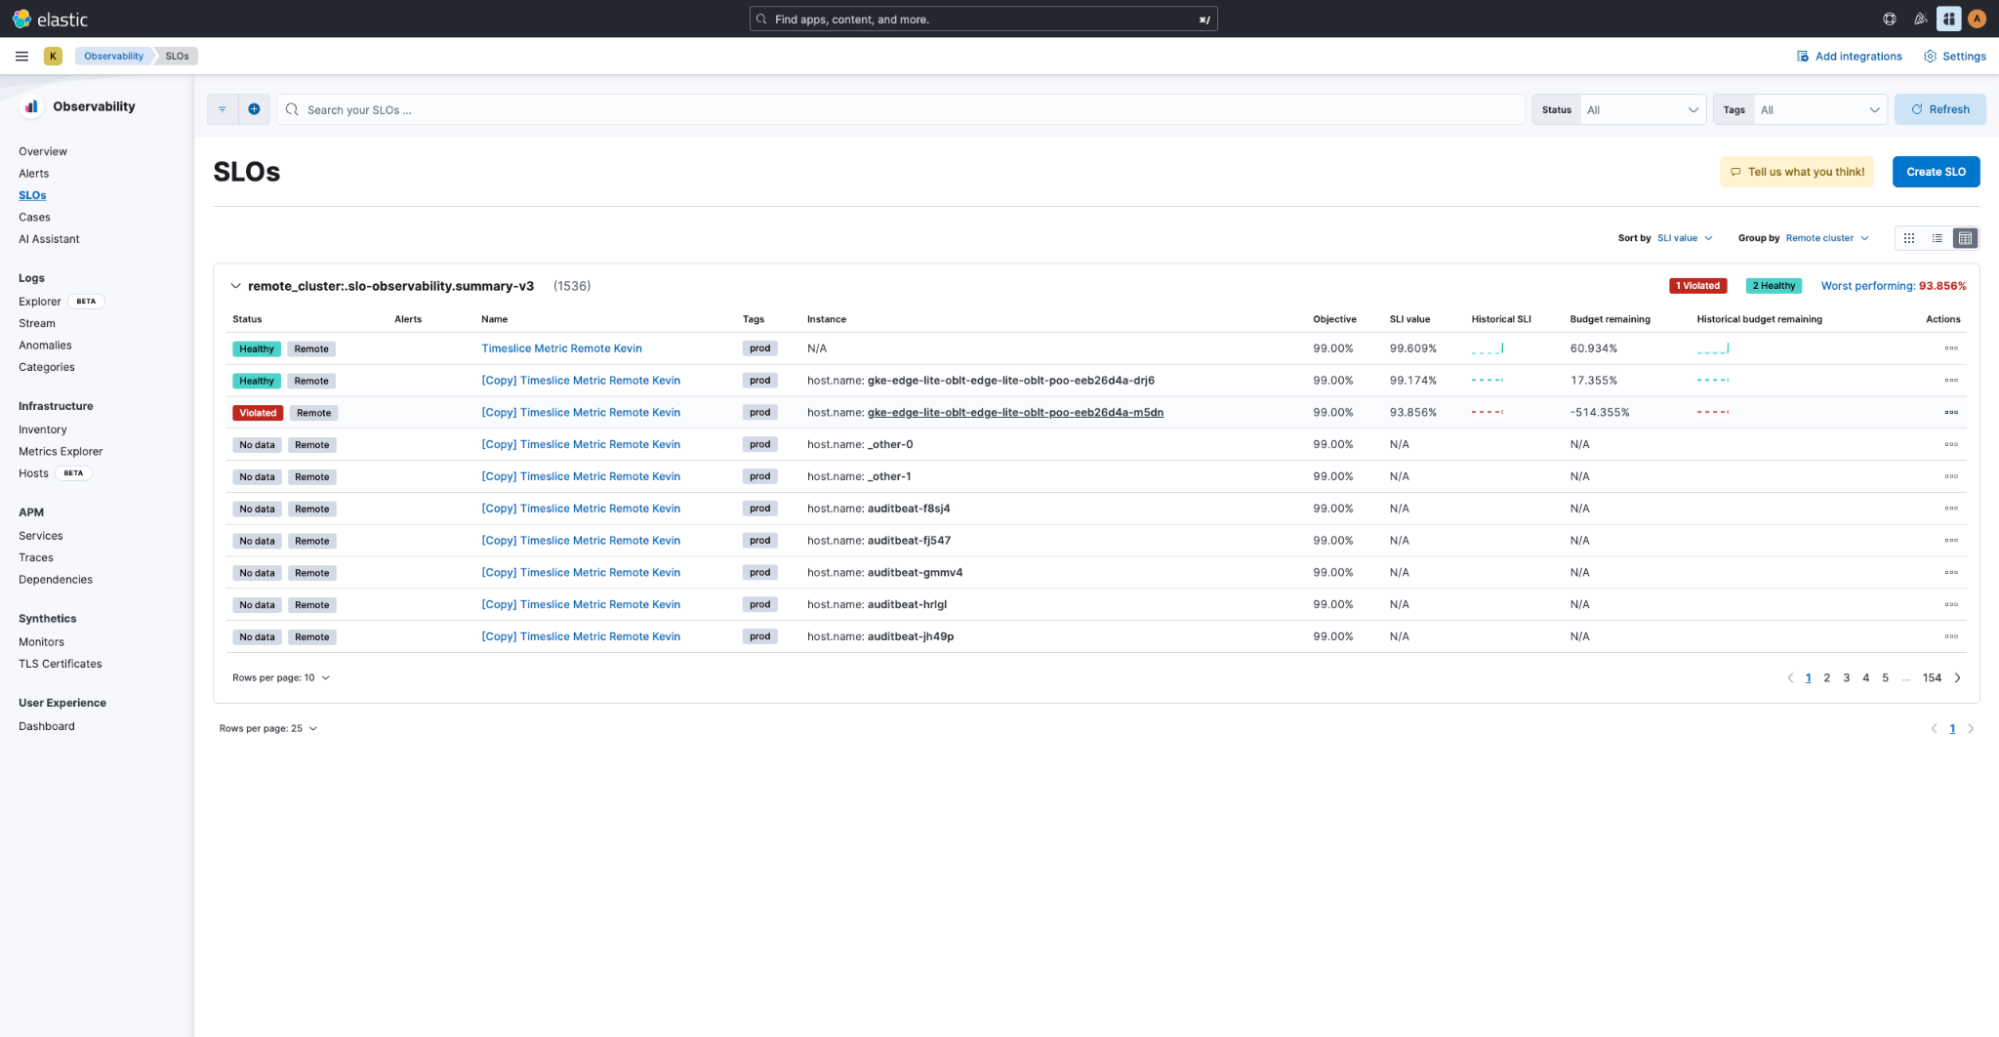 elastic
Find apps, content, and more.
⌘/
A
K
Observability
SLOs
Add integrations
Settings
Observability
Overview
Alerts
SLOs
Cases
AI Assistant
Logs
Explorer BETA
Stream
Anomalies
Categories
Infrastructure
Inventory
Metrics Explorer
Hosts BETA
APM
Services
Traces
Dependencies
Synthetics
Monitors
TLS Certificates
User Experience
Dashboard
Search your SLOs ...
Status All
Tags All
Refresh
SLOs
Tell us what you think!
Create SLO
Sort by SLI value
Group by Remote cluster
remote_cluster:.slo-observability.summary-v3 (1536)
1 Violated 2 Healthy Worst performing: 93.856%
Status Alerts Name Tags Instance Objective SLI value Historical SLI Budget remaining Historical budget remaining Actions
Healthy Remote Timeslice Metric Remote Kevin prod N/A 99.00% 99.609% 60.934%
Healthy Remote [Copy] Timeslice Metric Remote Kevin prod host.name: gke-edge-lite-oblt-edge-lite-oblt-poo-eeb26d4a-drj6 99.00% 99.174% 17.355%
Violated Remote [Copy] Timeslice Metric Remote Kevin prod host.name: gke-edge-lite-oblt-edge-lite-oblt-poo-eeb26d4a-m5dn 99.00% 93.856% -514.355%
No data Remote [Copy] Timeslice Metric Remote Kevin prod host.name: _other-0 99.00% N/A N/A
No data Remote [Copy] Timeslice Metric Remote Kevin prod host.name: _other-1 99.00% N/A N/A
No data Remote [Copy] Timeslice Metric Remote Kevin prod host.name: auditbeat-f8sj4 99.00% N/A N/A
No data Remote [Copy] Timeslice Metric Remote Kevin prod host.name: auditbeat-fj547 99.00% N/A N/A
No data Remote [Copy] Timeslice Metric Remote Kevin prod host.name: auditbeat-gmmv4 99.00% N/A N/A
No data Remote [Copy] Timeslice Metric Remote Kevin prod host.name: auditbeat-hrlgl 99.00% N/A N/A
No data Remote [Copy] Timeslice Metric Remote Kevin prod host.name: auditbeat-jh49p 99.00% N/A N/A
Rows per page: 10
1 2 3 4 5 ... 154
Rows per page: 25
1